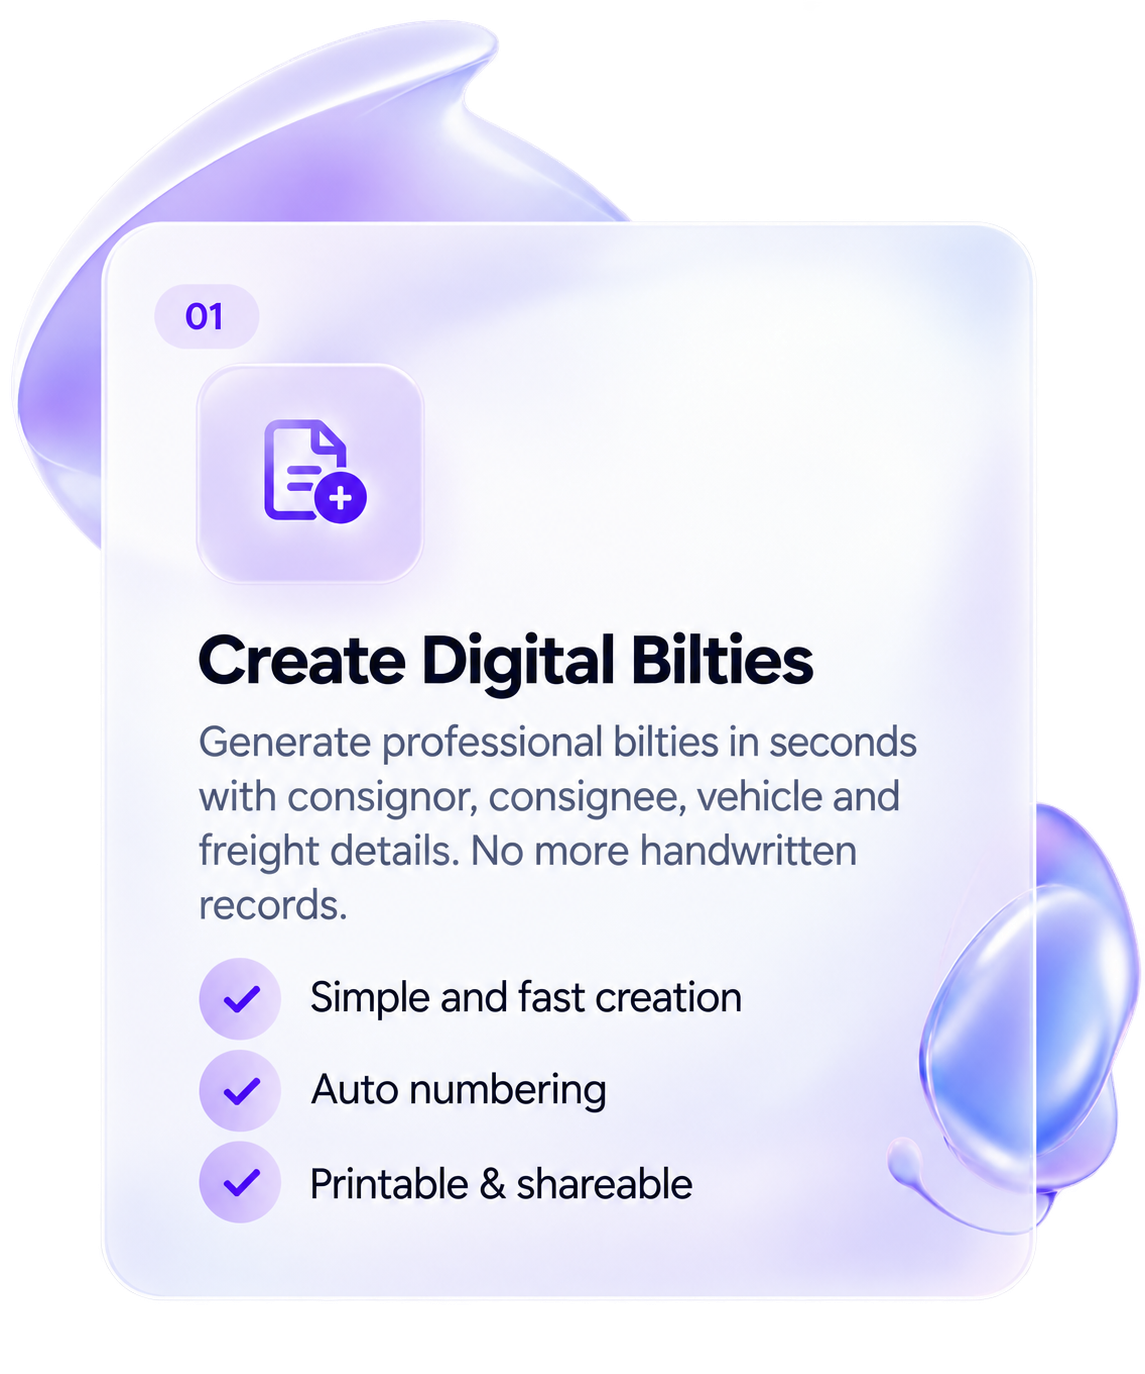 01
Create Digital Bilties
Generate professional bilties in seconds
with consignor, consignee, vehicle and
freight details. No more handwritten
records.
Simple and fast creation
Auto numbering
Printable & shareable